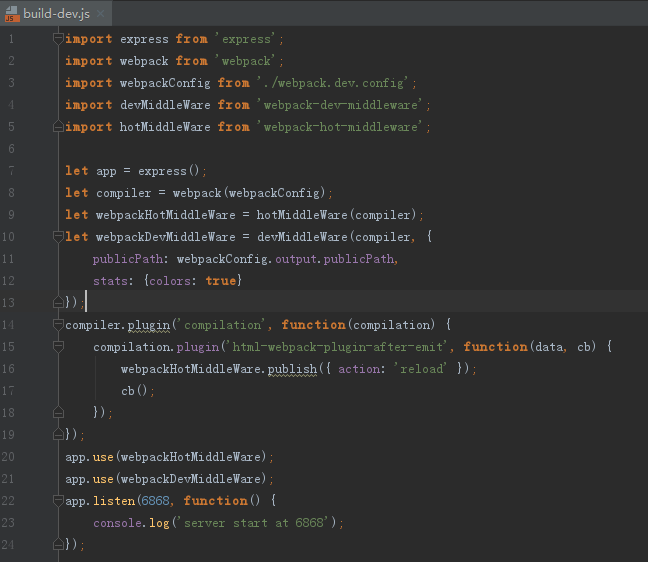 build-dev.js
1 import express from 'express';
2 import webpack from 'webpack';
3 import webpackConfig from './webpack.dev.config';
4 import devMiddleWare from 'webpack-dev-middleware';
5 import hotMiddleWare from 'webpack-hot-middleware';
6
7 let app = express();
8 let compiler = webpack(webpackConfig);
9 let webpackHotMiddleWare = hotMiddleWare(compiler);
10 let webpackDevMiddleWare = devMiddleWare(compiler, {
11     publicPath: webpackConfig.output.publicPath,
12     stats: {colors: true}
13 });
14 compiler.plugin('compilation', function(compilation) {
15     compilation.plugin('html-webpack-plugin-after-emit', function(data, cb) {
16         webpackHotMiddleWare.publish({ action: 'reload' });
17         cb();
18     });
19 });
20 app.use(webpackHotMiddleWare);
21 app.use(webpackDevMiddleWare);
22 app.listen(6868, function() {
23     console.log('server start at 6868');
24 });